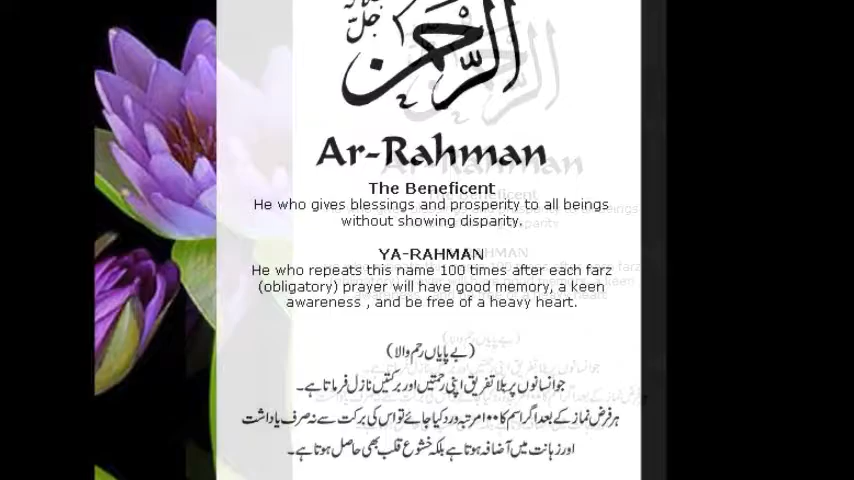 جل جلاله
الرحمن
Ar-Rahman
The Beneficent
He who gives blessings and prosperity to all beings
without showing disparity.
YA-RAHMAN
He who repeats this name 100 times after each farz
(obligatory) prayer will have good memory, a keen
awareness , and be free of a heavy heart.
(بے پایاں رحم والا)
جو انسانوں پر بلا تفریق اپنی رحمتیں اور برکتیں نازل فرماتا ہے۔
ہر فرض نماز کے بعد اگر اسم کا ۱۰۰ مرتبہ ورد کیا جائے تو اس کی برکت سے نہ صرف یاداشت
اور زہانت میں آضافہ ہوتا ہے بلکہ خشوع قلب بھی حاصل ہوتا ہے۔